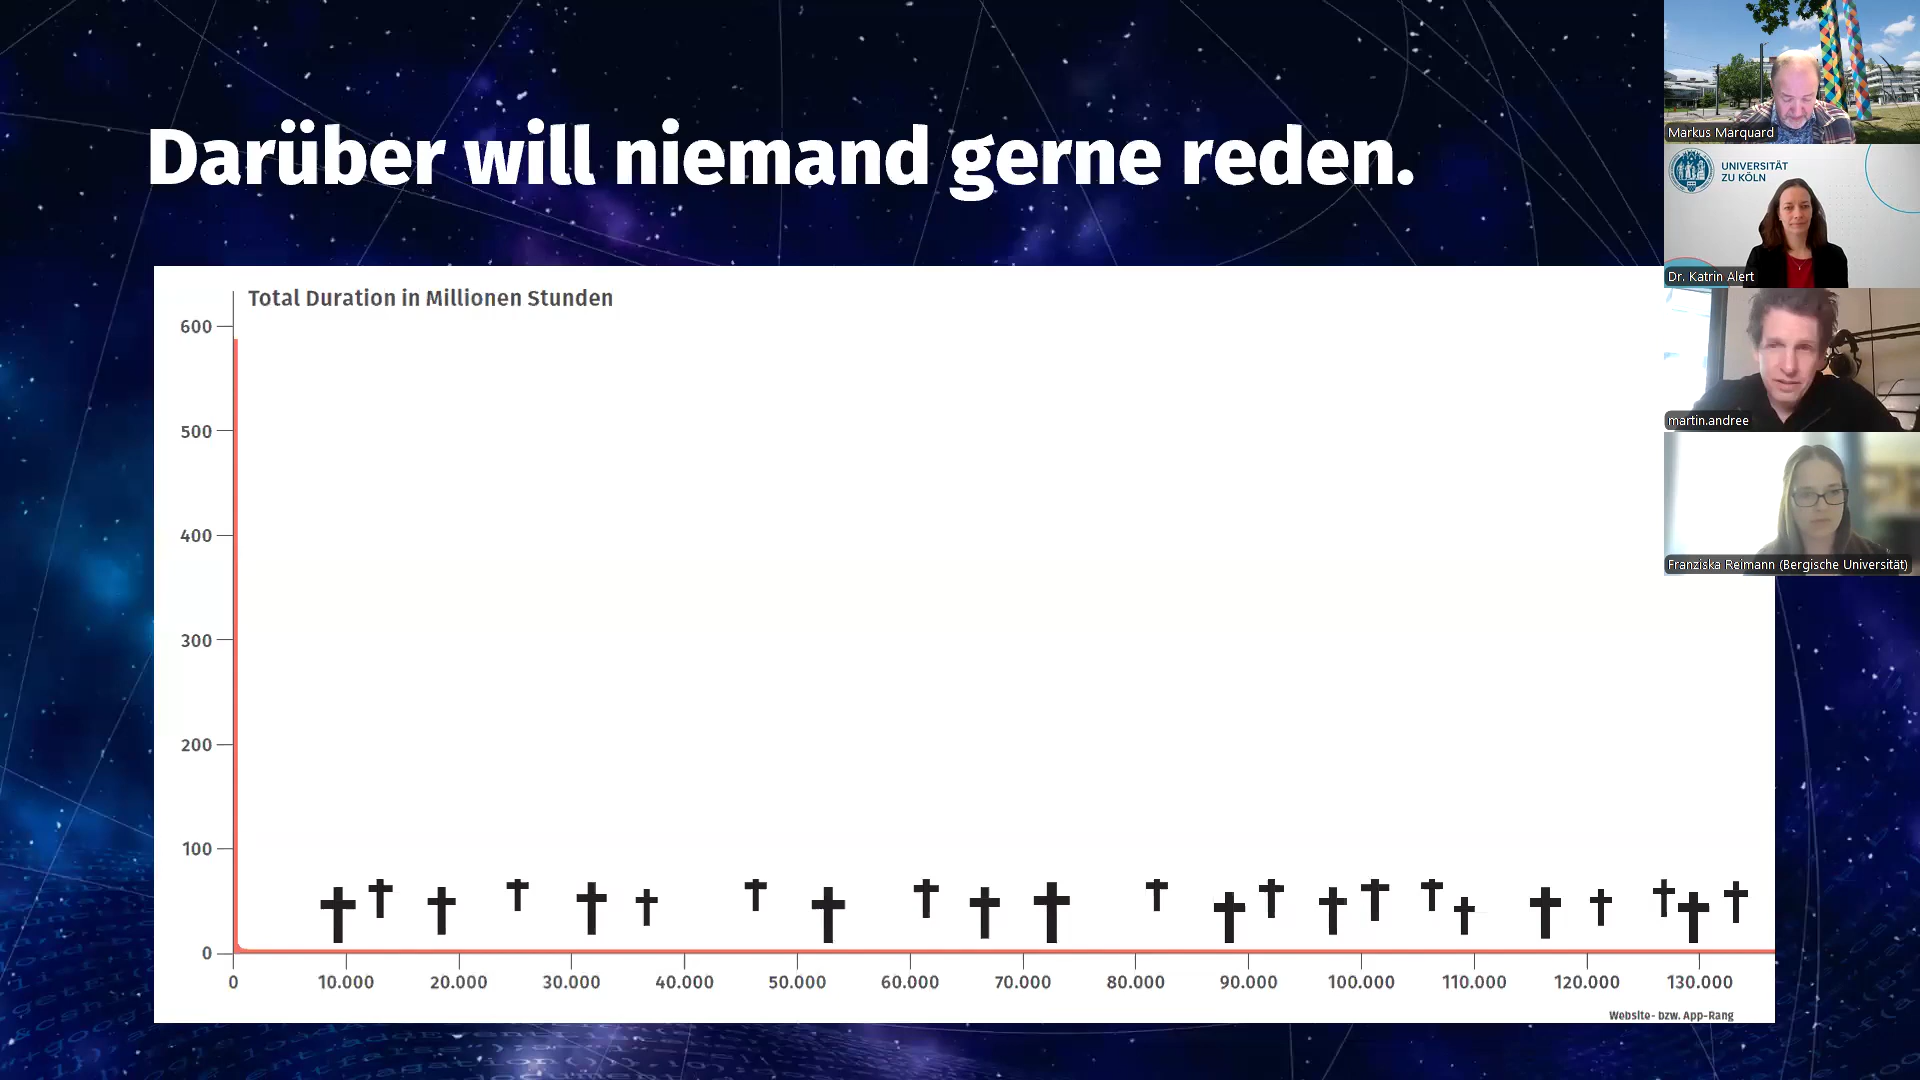 Darüber will niemand gerne reden.
Total Duration in Millionen Stunden
600
500
400
300
200
100
0
0 10.000 20.000 30.000 40.000 50.000 60.000 70.000 80.000 90.000 100.000 110.000 120.000 130.000
Website- bzw. App-Rang
Markus Marquard
UNIVERSITÄT
ZU KÖLN
Dr. Katrin Alert
martin.andree
Franziska Reimann (Bergische Universität)